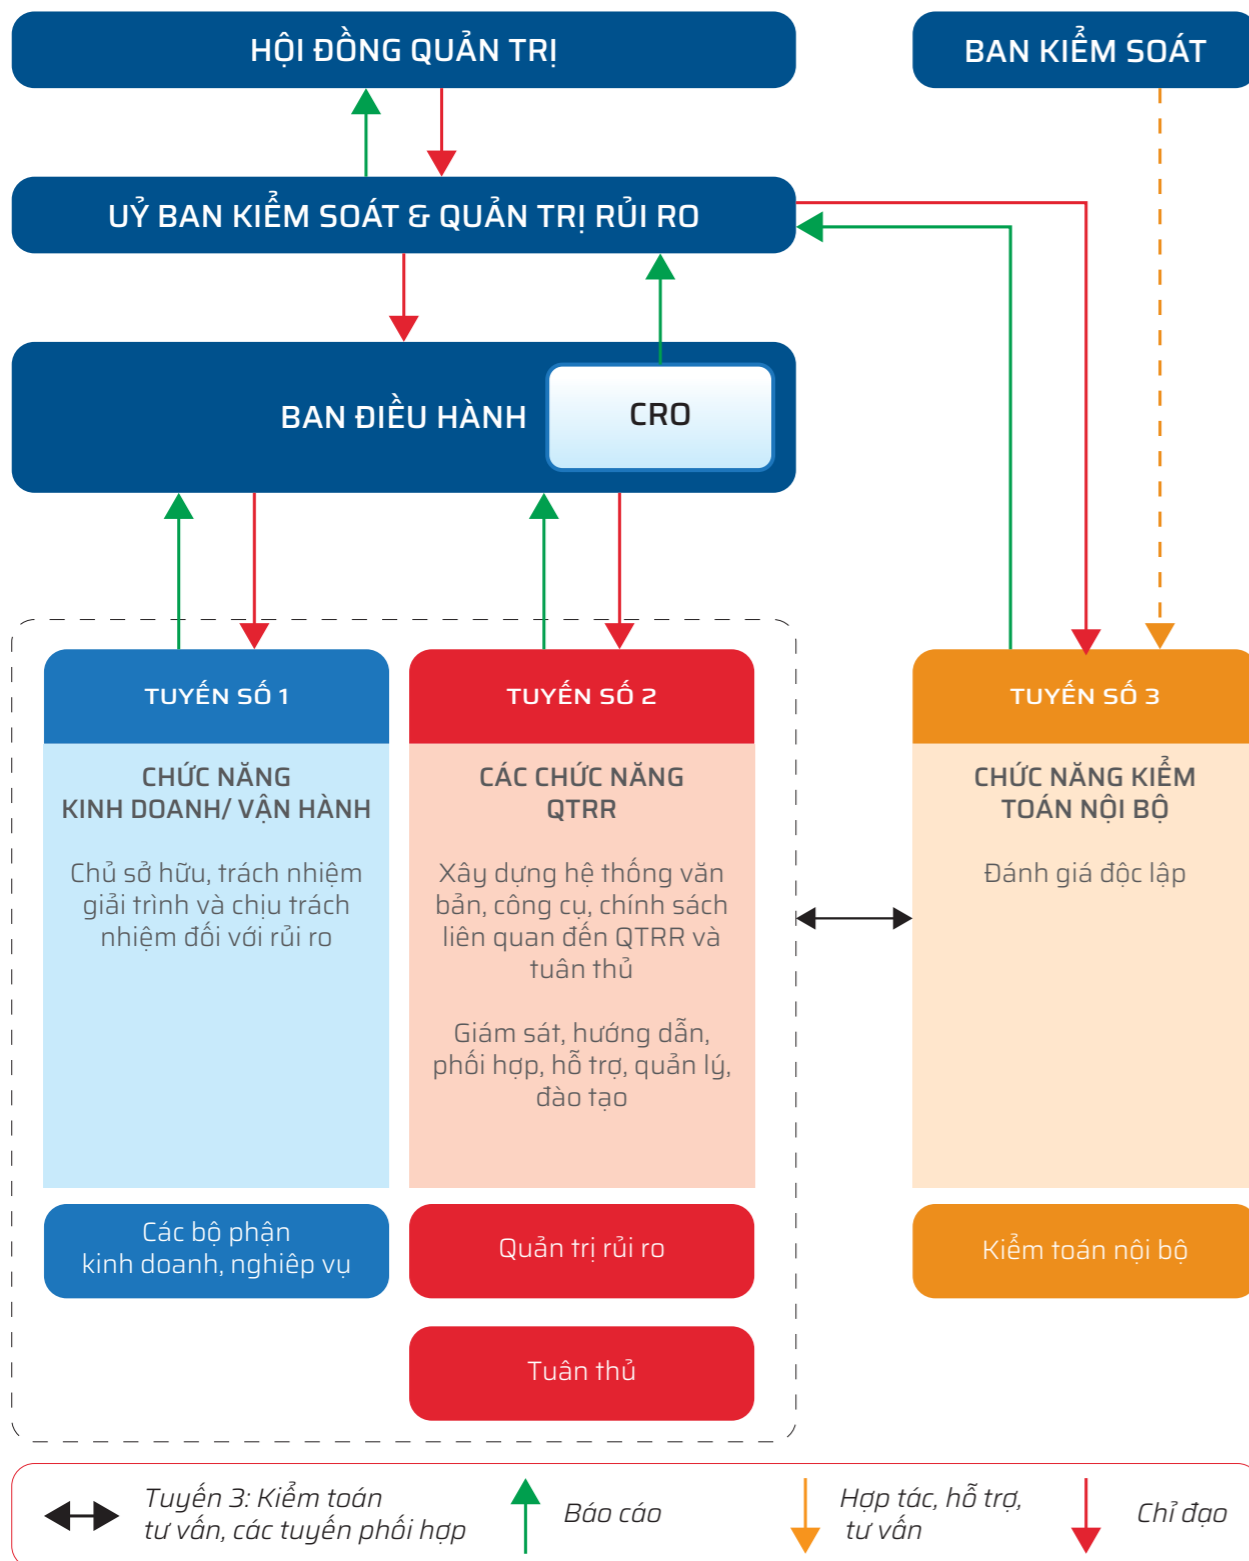 HỘI ĐỒNG QUẢN TRỊ
BAN KIỂM SOÁT
UỶ BAN KIỂM SOÁT & QUẢN TRỊ RỦI RO
BAN ĐIỀU HÀNH
CRO
TUYẾN SỐ 1
CHỨC NĂNG
KINH DOANH/ VẬN HÀNH
Chủ sở hữu, trách nhiệm
giải trình và chịu trách
nhiệm đối với rủi ro
Các bộ phận
kinh doanh, nghiêp vụ
TUYẾN SỐ 2
CÁC CHỨC NĂNG
QTRR
Xây dựng hệ thống văn
bản, công cụ, chính sách
liên quan đến QTRR và
tuân thủ
Giám sát, hướng dẫn,
phối hợp, hỗ trợ, quản lý,
đào tạo
Quản trị rủi ro
Tuân thủ
TUYẾN SỐ 3
CHỨC NĂNG KIỂM
TOÁN NỘI BỘ
Đánh giá độc lập
Kiểm toán nội bộ
Tuyến 3: Kiểm toán
tư vấn, các tuyến phối hợp
Báo cáo
Hợp tác, hỗ trợ,
tư vấn
Chỉ đạo